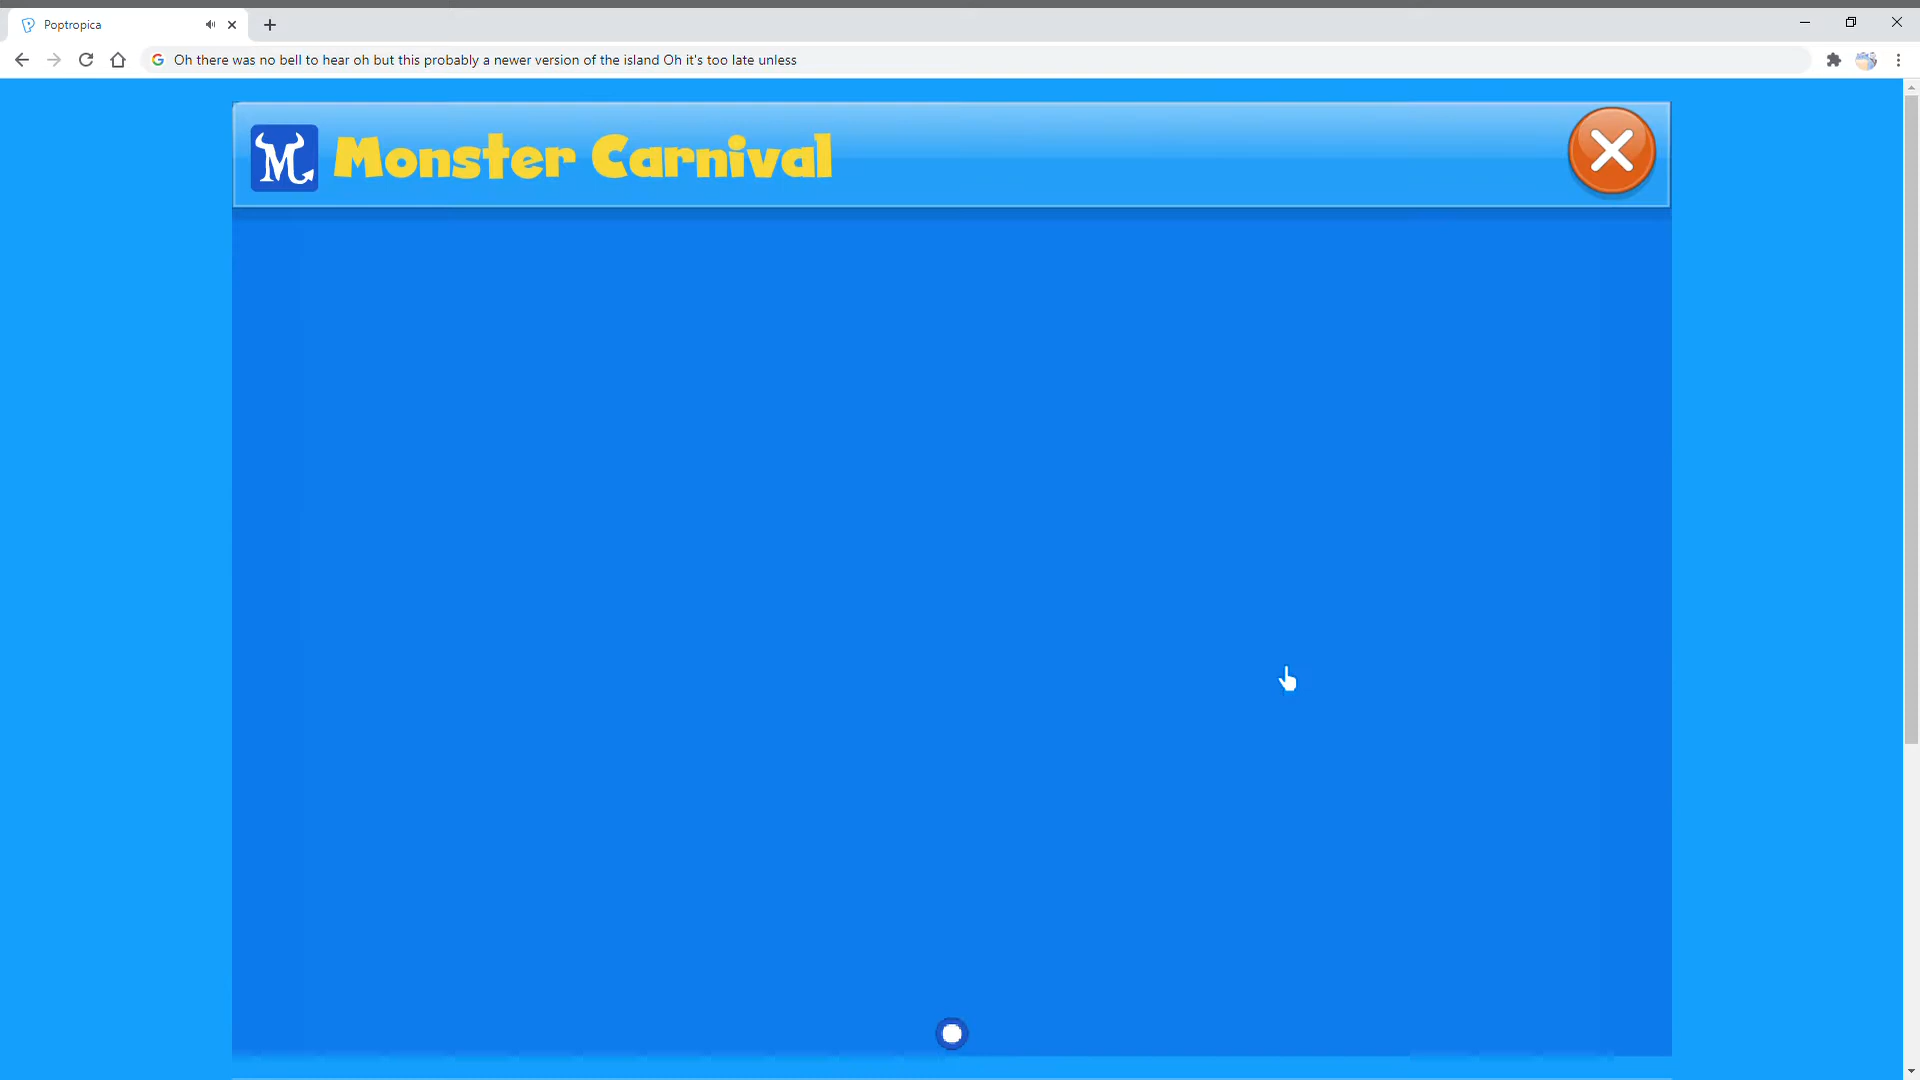 Poptropica
Oh there was no bell to hear oh but this probably a newer version of the island Oh it's too late unless
M Monster Carnival